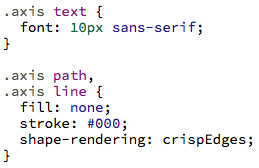 .axis text {
  font: 10px sans-serif;
}

.axis path,
.axis line {
  fill: none;
  stroke: #000;
  shape-rendering: crispEdges;
}